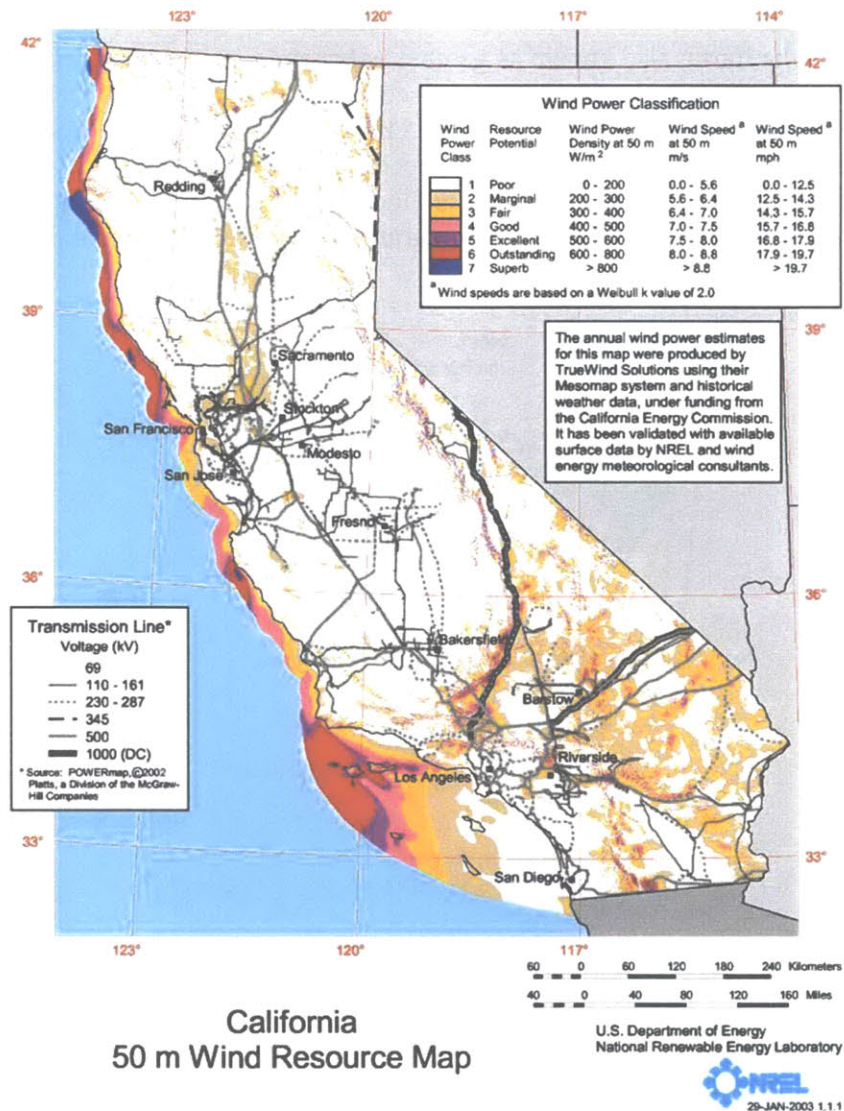 123°
120°
117°
114°
42°
42°
Wind Power Classification
Wind Power Class Resource Potential Wind Power Density at 50 m W/m 2 Wind Speed a at 50 m m/s Wind Speed a at 50 m mph
1 Poor 0 - 200 0.0 - 5.6 0.0 - 12.5
2 Marginal 200 - 300 5.6 - 6.4 12.5 - 14.3
3 Fair 300 - 400 6.4 - 7.0 14.3 - 15.7
4 Good 400 - 500 7.0 - 7.5 15.7 - 16.8
5 Excellent 500 - 600 7.5 - 8.0 16.8 - 17.9
6 Outstanding 600 - 800 8.0 - 8.8 17.9 - 19.7
7 Superb > 800 > 8.8 > 19.7
a Wind speeds are based on a Weibull k value of 2.0
Redding
39°
39°
The annual wind power estimates
for this map were produced by
TrueWind Solutions using their
Mesomap system and historical
weather data, under funding from
the California Energy Commission.
It has been validated with available
surface data by NREL and wind
energy meteorological consultants.
Sacramento
Stockton
San Francisco
Modesto
San Jose
Fresno
36°
36°
Transmission Line*
Voltage (kV)
69
110 - 161
230 - 287
345
500
1000 (DC)
* Source: POWERmap, ©2002
Platts, a Division of the McGraw-
Hill Companies
Bakersfield
Barstow
Riverside
Los Angeles
33°
33°
San Diego
123°
120°
117°
60 0 60 120 180 240 Kilometers
40 0 40 80 120 160 Miles
California
50 m Wind Resource Map
U.S. Department of Energy
National Renewable Energy Laboratory
NREL
29-JAN-2003 1.1.1